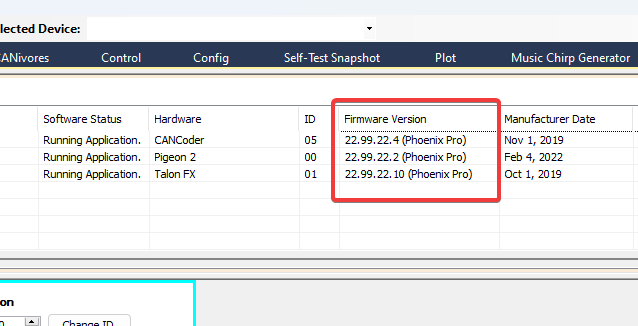 lected Device:
CANivores Control Config Self-Test Snapshot Plot Music Chirp Generator
Software Status Hardware ID Firmware Version Manufacturer Date
Running Application. CANCoder 05 22.99.22.4 (Phoenix Pro) Nov 1, 2019
Running Application. Pigeon 2 00 22.99.22.2 (Phoenix Pro) Feb 4, 2022
Running Application. Talon FX 01 22.99.22.10 (Phoenix Pro) Oct 1, 2019
on
0 Change ID